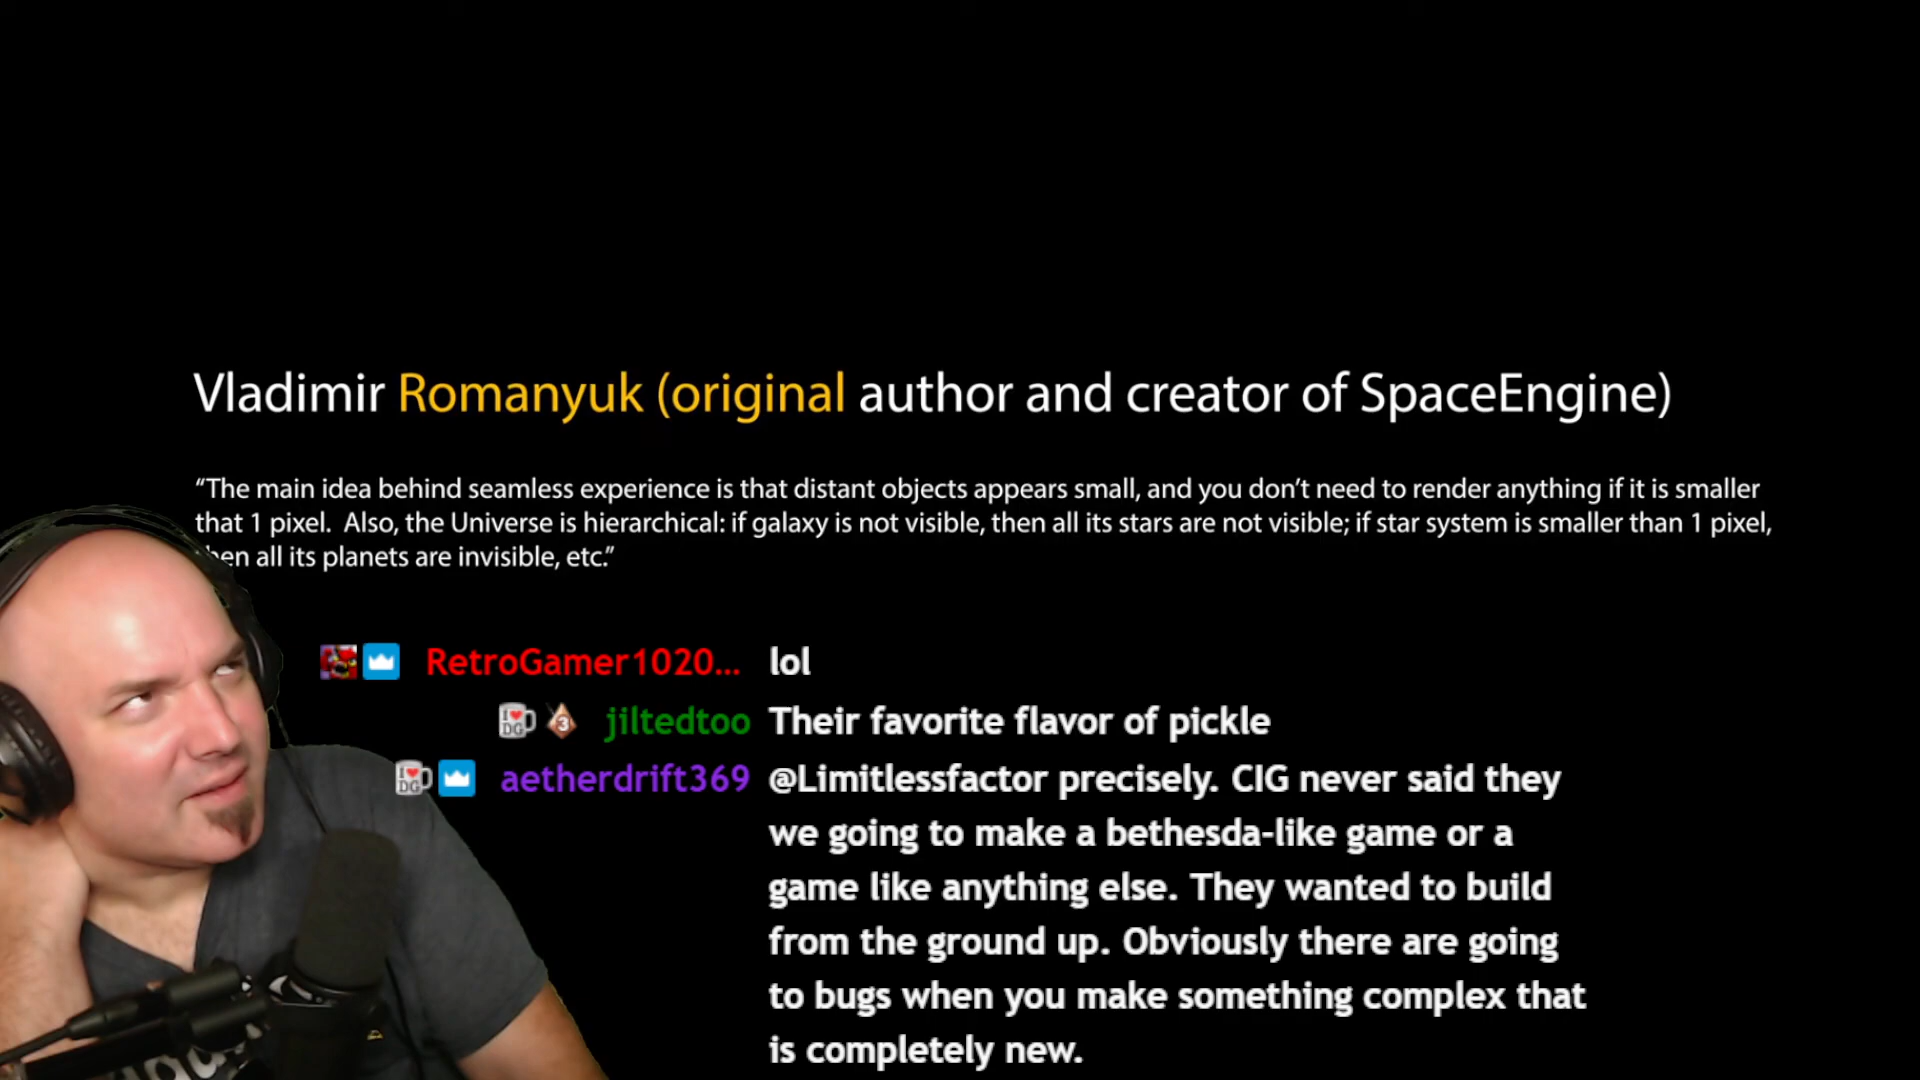 Vladimir Romanyuk (original author and creator of SpaceEngine)
“The main idea behind seamless experience is that distant objects appears small, and you don’t need to render anything if it is smaller
that 1 pixel.  Also, the Universe is hierarchical: if galaxy is not visible, then all its stars are not visible; if star system is smaller than 1 pixel,
all its planets are invisible, etc.”
RetroGamer1020... lol
I ♥ DG 3 jiltedtoo Their favorite flavor of pickle
I ♥ DG aetherdrift369 @Limitlessfactor precisely. CIG never said they
we going to make a bethesda-like game or a
game like anything else. They wanted to build
from the ground up. Obviously there are going
to bugs when you make something complex that
is completely new.